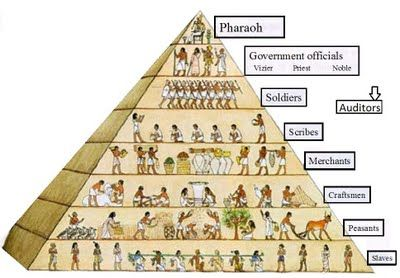 Pharaoh
Government officials
Vizier Priest Noble
Soldiers
Auditors
Scribes
Merchants
Craftsmen
Peasants
Slaves